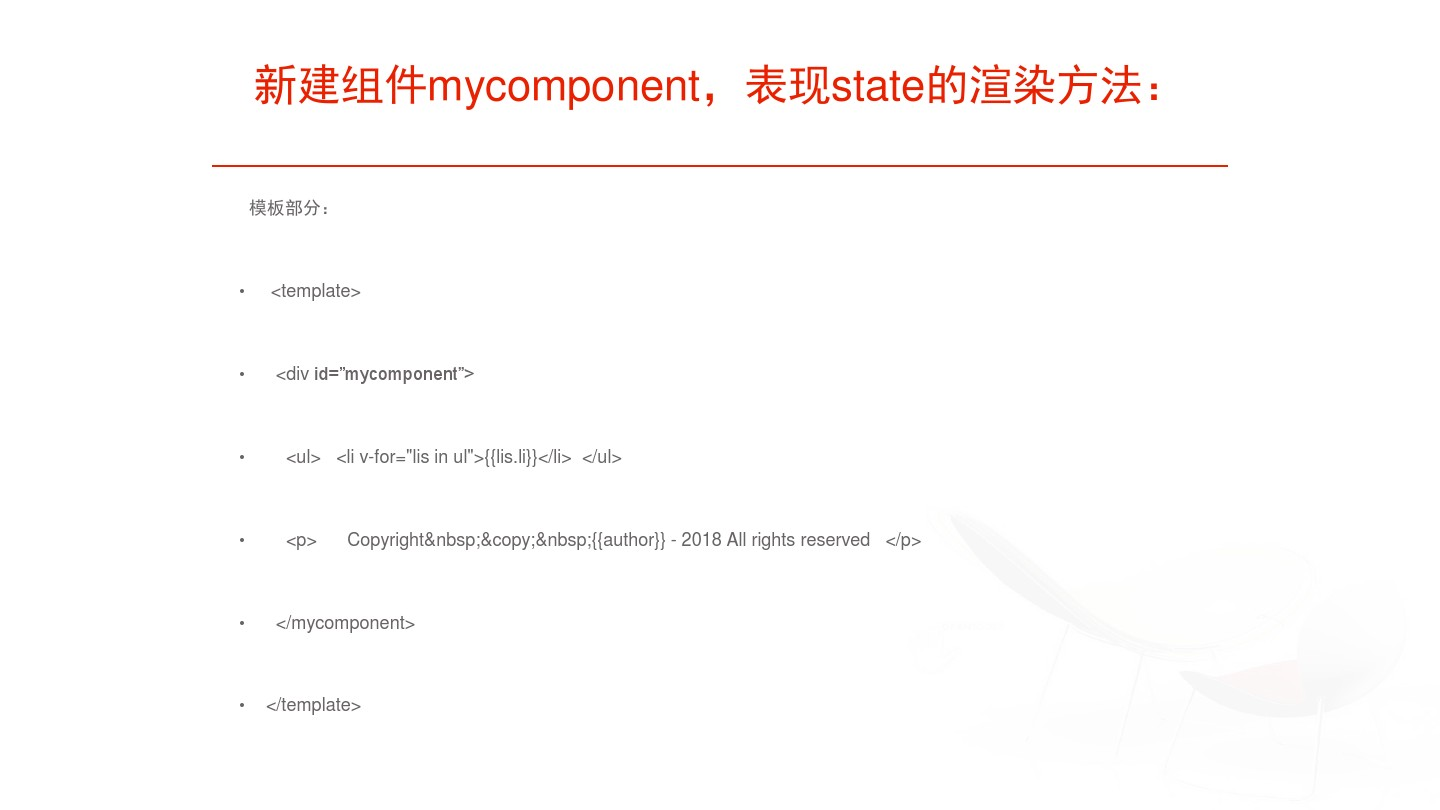 新建组件mycomponent，表现state的渲染方法：
模板部分：
• <template>
• <div id=”mycomponent”>
• <ul> <li v-for="lis in ul">{{lis.li}}</li> </ul>
• <p> Copyright&nbsp;&copy;&nbsp;{{author}} - 2018 All rights reserved </p>
• </mycomponent>
• </template>